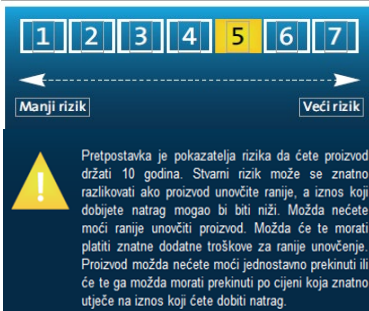 1 2 3 4 5 6 7
Manji rizik Veći rizik
Pretpostavka je pokazatelja rizika da ćete proizvod
držati 10 godina. Stvarni rizik može se znatno
razlikovati ako proizvod unovčite ranije, a iznos koji
dobijete natrag mogao bi biti niži. Možda nećete
moći ranije unovčiti proizvod. Možda će te morati
platiti znatne dodatne troškove za ranije unovčenje.
Proizvod možda nećete moći jednostavno prekinuti ili
će te ga možda morati prekinuti po cijeni koja znatno
utječe na iznos koji ćete dobiti natrag.